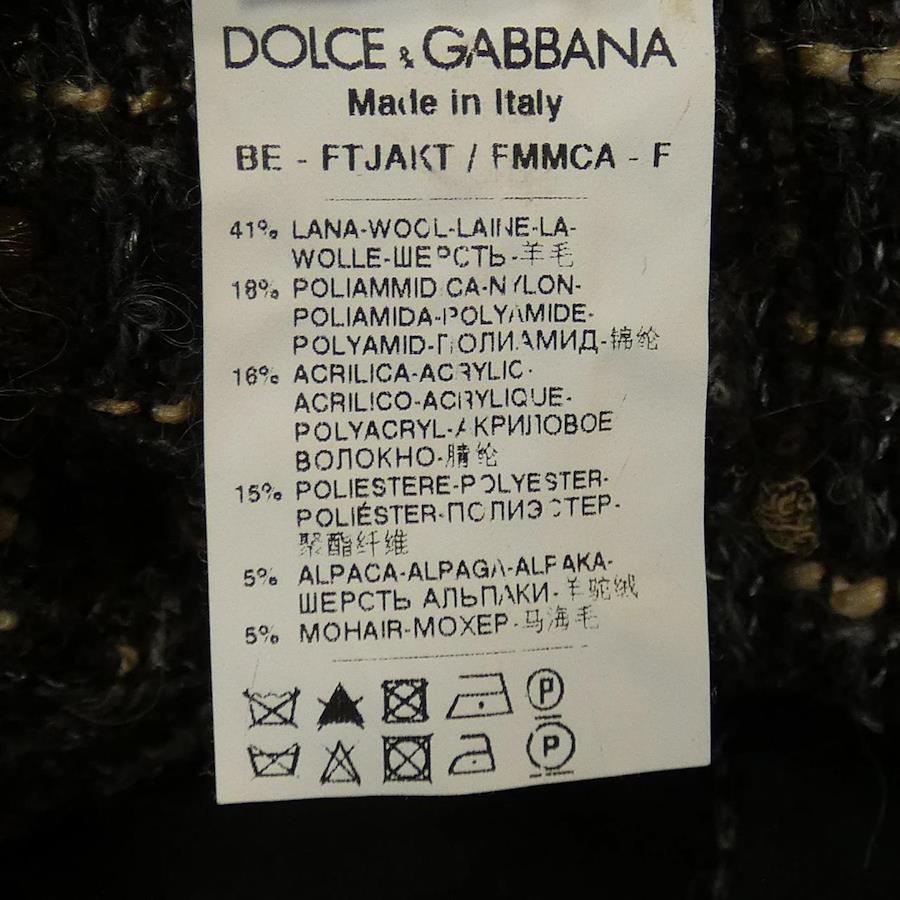 DOLCE & GABBANA
Made in Italy
BE - FTJAKT / FMMCA - F
41% LANA-WOOL-LAINE-LA-
WOLLE-ШЕРСТЬ-羊毛
18% POLIAMMIDICA-NYLON-
POLIAMIDA-POLYAMIDE-
POLYAMID-ПОЛИАМИД-锦纶
16% ACRILICA-ACRYLIC-
ACRILICO-ACRYLIQUE-
POLYACRYL-АКРИЛОВОЕ
ВОЛОКНО-腈纶
15% POLIESTERE-POLYESTER-
POLIÉSTER-ПОЛИЭСТЕР-
聚酯纤维
5% ALPACA-ALPAGA-ALPAKA-
ШЕРСТЬ АЛЬПАКИ-羊驼绒
5% MOHAIR-МОХЕР-马海毛
P
P